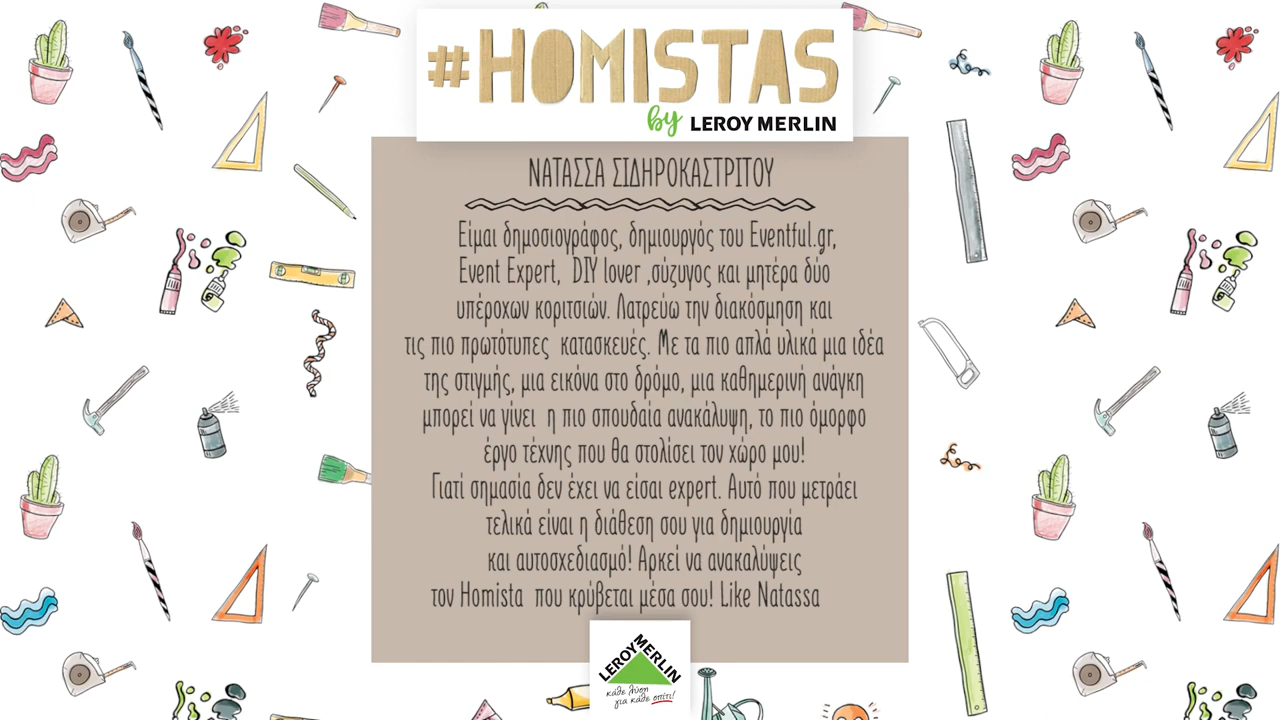 #HOMISTAS
by LEROY MERLIN
ΝΑΤΑΣΣΑ ΣΙΔΗΡΟΚΑΣΤΡΙΤΟΥ
Είμαι δημοσιογράφος, δημιουργός του Eventful.gr,
Event Expert, DIY lover ,σύζυγος και μητέρα δύο
υπέροχων κοριτσιών. Λατρεύω την διακόσμηση και
τις πιο πρωτότυπες κατασκευές. Με τα πιο απλά υλικά μια ιδέα
της στιγμής, μια εικόνα στο δρόμο, μια καθημερινή ανάγκη
μπορεί να γίνει η πιο σπουδαία ανακάλυψη, το πιο όμορφο
έργο τέχνης που θα στολίσει τον χώρο μου!
Γιατί σημασία δεν έχει να είσαι expert. Αυτό που μετράει
τελικά είναι η διάθεση σου για δημιουργία
και αυτοσχεδιασμό! Αρκεί να ανακαλύψεις
τον Homista που κρύβεται μέσα σου! Like Natassa
LEROY MERLIN
κάθε λύση
για κάθε σπίτι!